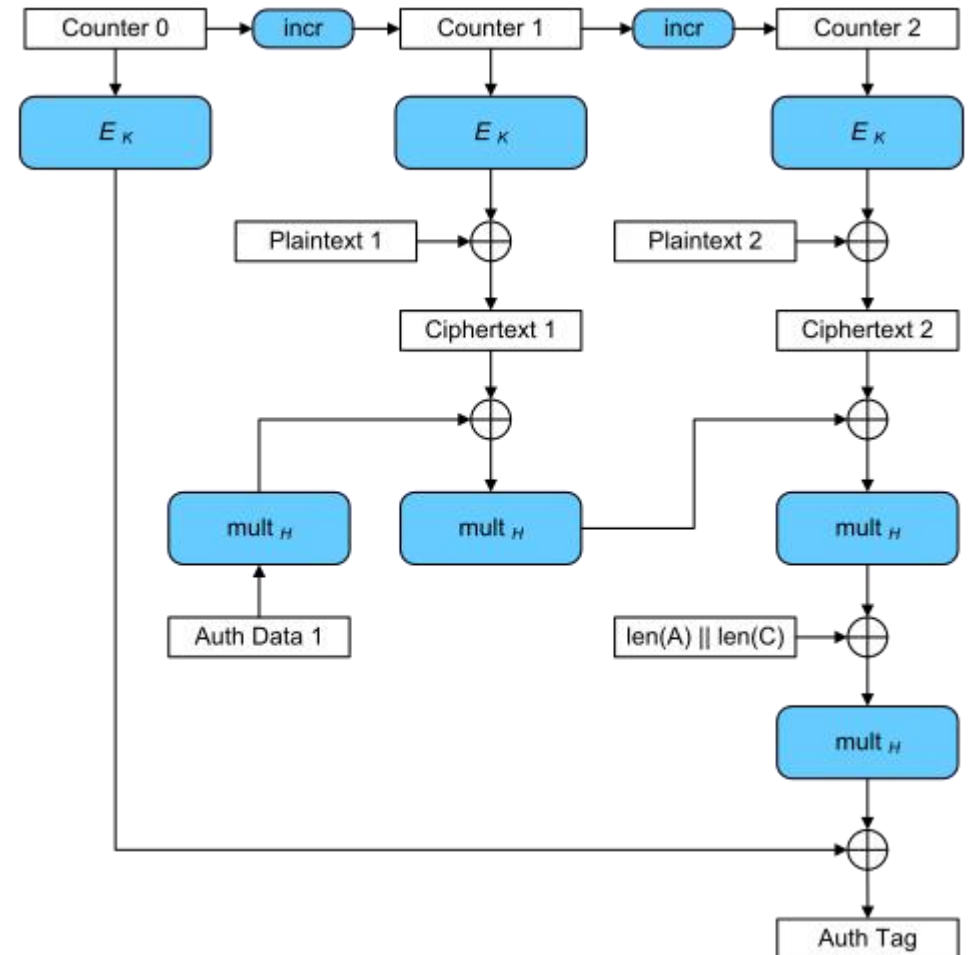 Counter 0
incr
Counter 1
incr
Counter 2
E K
E K
E K
Plaintext 1
Plaintext 2
Ciphertext 1
Ciphertext 2
mult H
mult H
mult H
Auth Data 1
len(A) || len(C)
mult H
Auth Tag